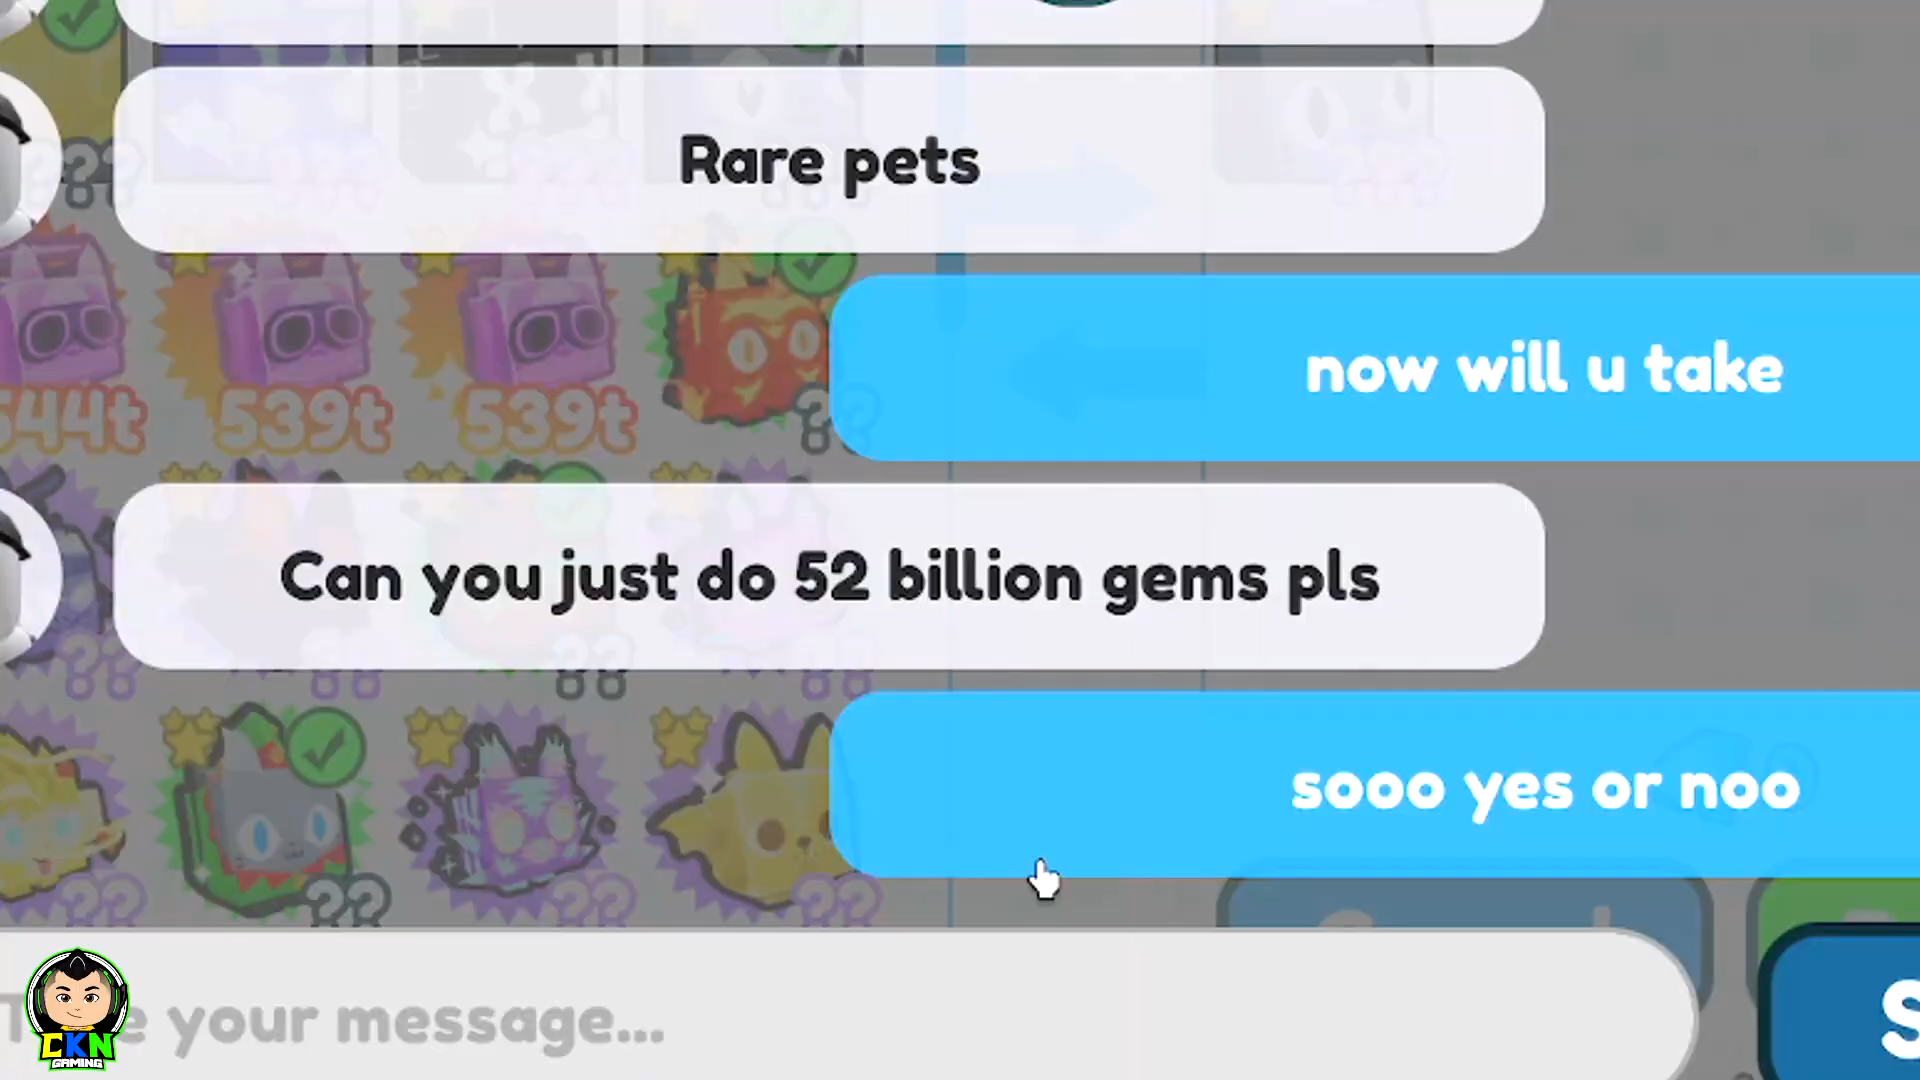 ??
Rare pets
now will u take
544t
539t
539t
??
Can you just do 52 billion gems pls
??
??
??
??
sooo yes or noo
??
??
??
??
your message...
CKN
GAMING